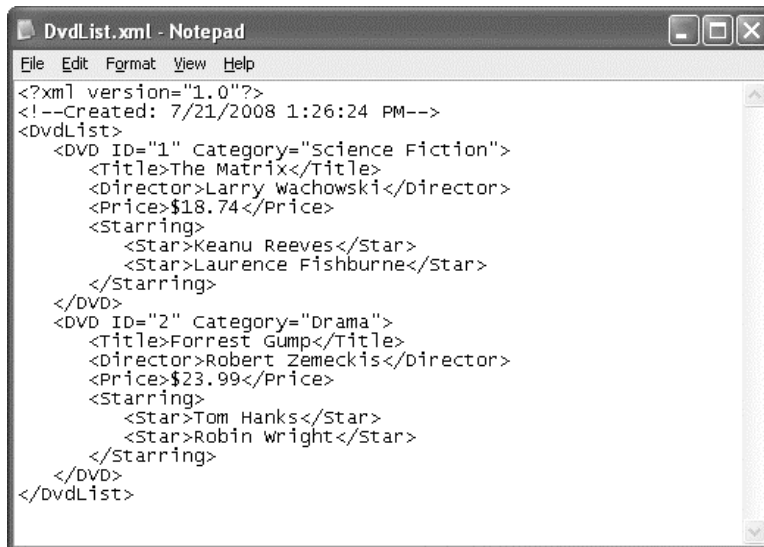 DvdList.xml - Notepad
File Edit Format View Help
<?xml version="1.0"?>
<!--Created: 7/21/2008 1:26:24 PM-->
<DvdList>
   <DVD ID="1" Category="Science Fiction">
      <Title>The Matrix</Title>
      <Director>Larry Wachowski</Director>
      <Price>$18.74</Price>
      <Starring>
         <Star>Keanu Reeves</Star>
         <Star>Laurence Fishburne</Star>
      </Starring>
   </DVD>
   <DVD ID="2" Category="Drama">
      <Title>Forrest Gump</Title>
      <Director>Robert Zemeckis</Director>
      <Price>$23.99</Price>
      <Starring>
         <Star>Tom Hanks</Star>
         <Star>Robin Wright</Star>
      </Starring>
   </DVD>
</DvdList>